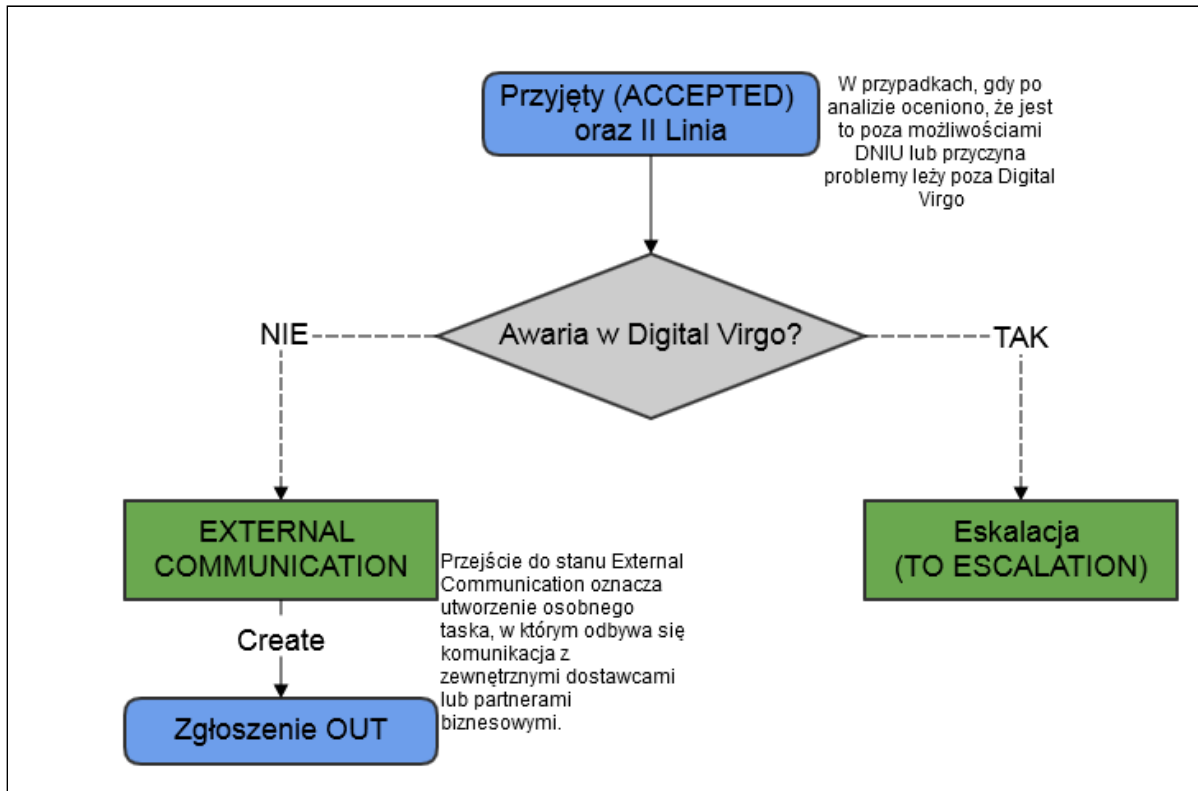 Przyjęty (ACCEPTED)
oraz II Linia
W przypadkach, gdy po
analizie oceniono, że jest
to poza możliwościami
DNIU lub przyczyna
problemy leży poza Digital
Virgo
Awaria w Digital Virgo?
NIE
TAK
EXTERNAL
COMMUNICATION
Eskalacja
(TO ESCALATION)
Przejście do stanu External
Communication oznacza
utworzenie osobnego
taska, w którym odbywa się
komunikacja z
zewnętrznymi dostawcami
lub partnerami
biznesowymi.
Create
Zgłoszenie OUT